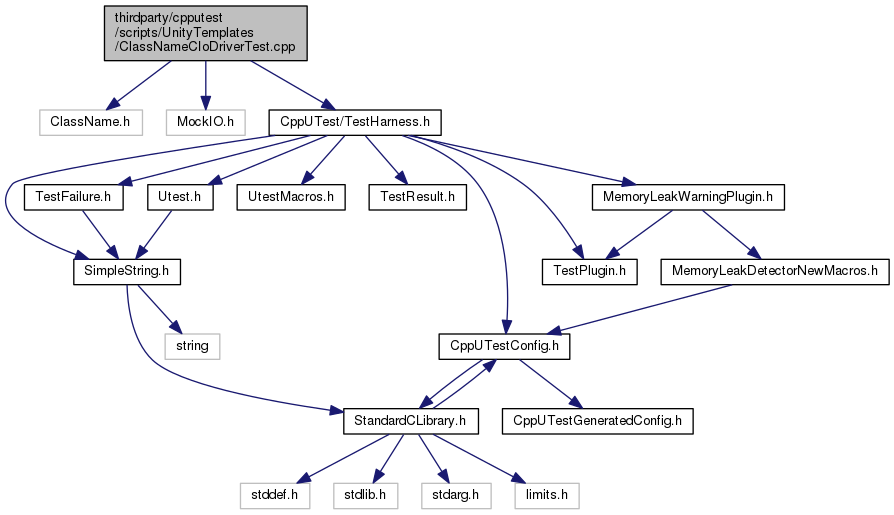 thirdparty/cpputest
/scripts/UnityTemplates
/ClassNameCIoDriverTest.cpp
ClassName.h
MockIO.h
CppUTest/TestHarness.h
TestFailure.h
Utest.h
UtestMacros.h
TestResult.h
MemoryLeakWarningPlugin.h
SimpleString.h
TestPlugin.h
MemoryLeakDetectorNewMacros.h
string
CppUTestConfig.h
StandardCLibrary.h
CppUTestGeneratedConfig.h
stddef.h
stdlib.h
stdarg.h
limits.h